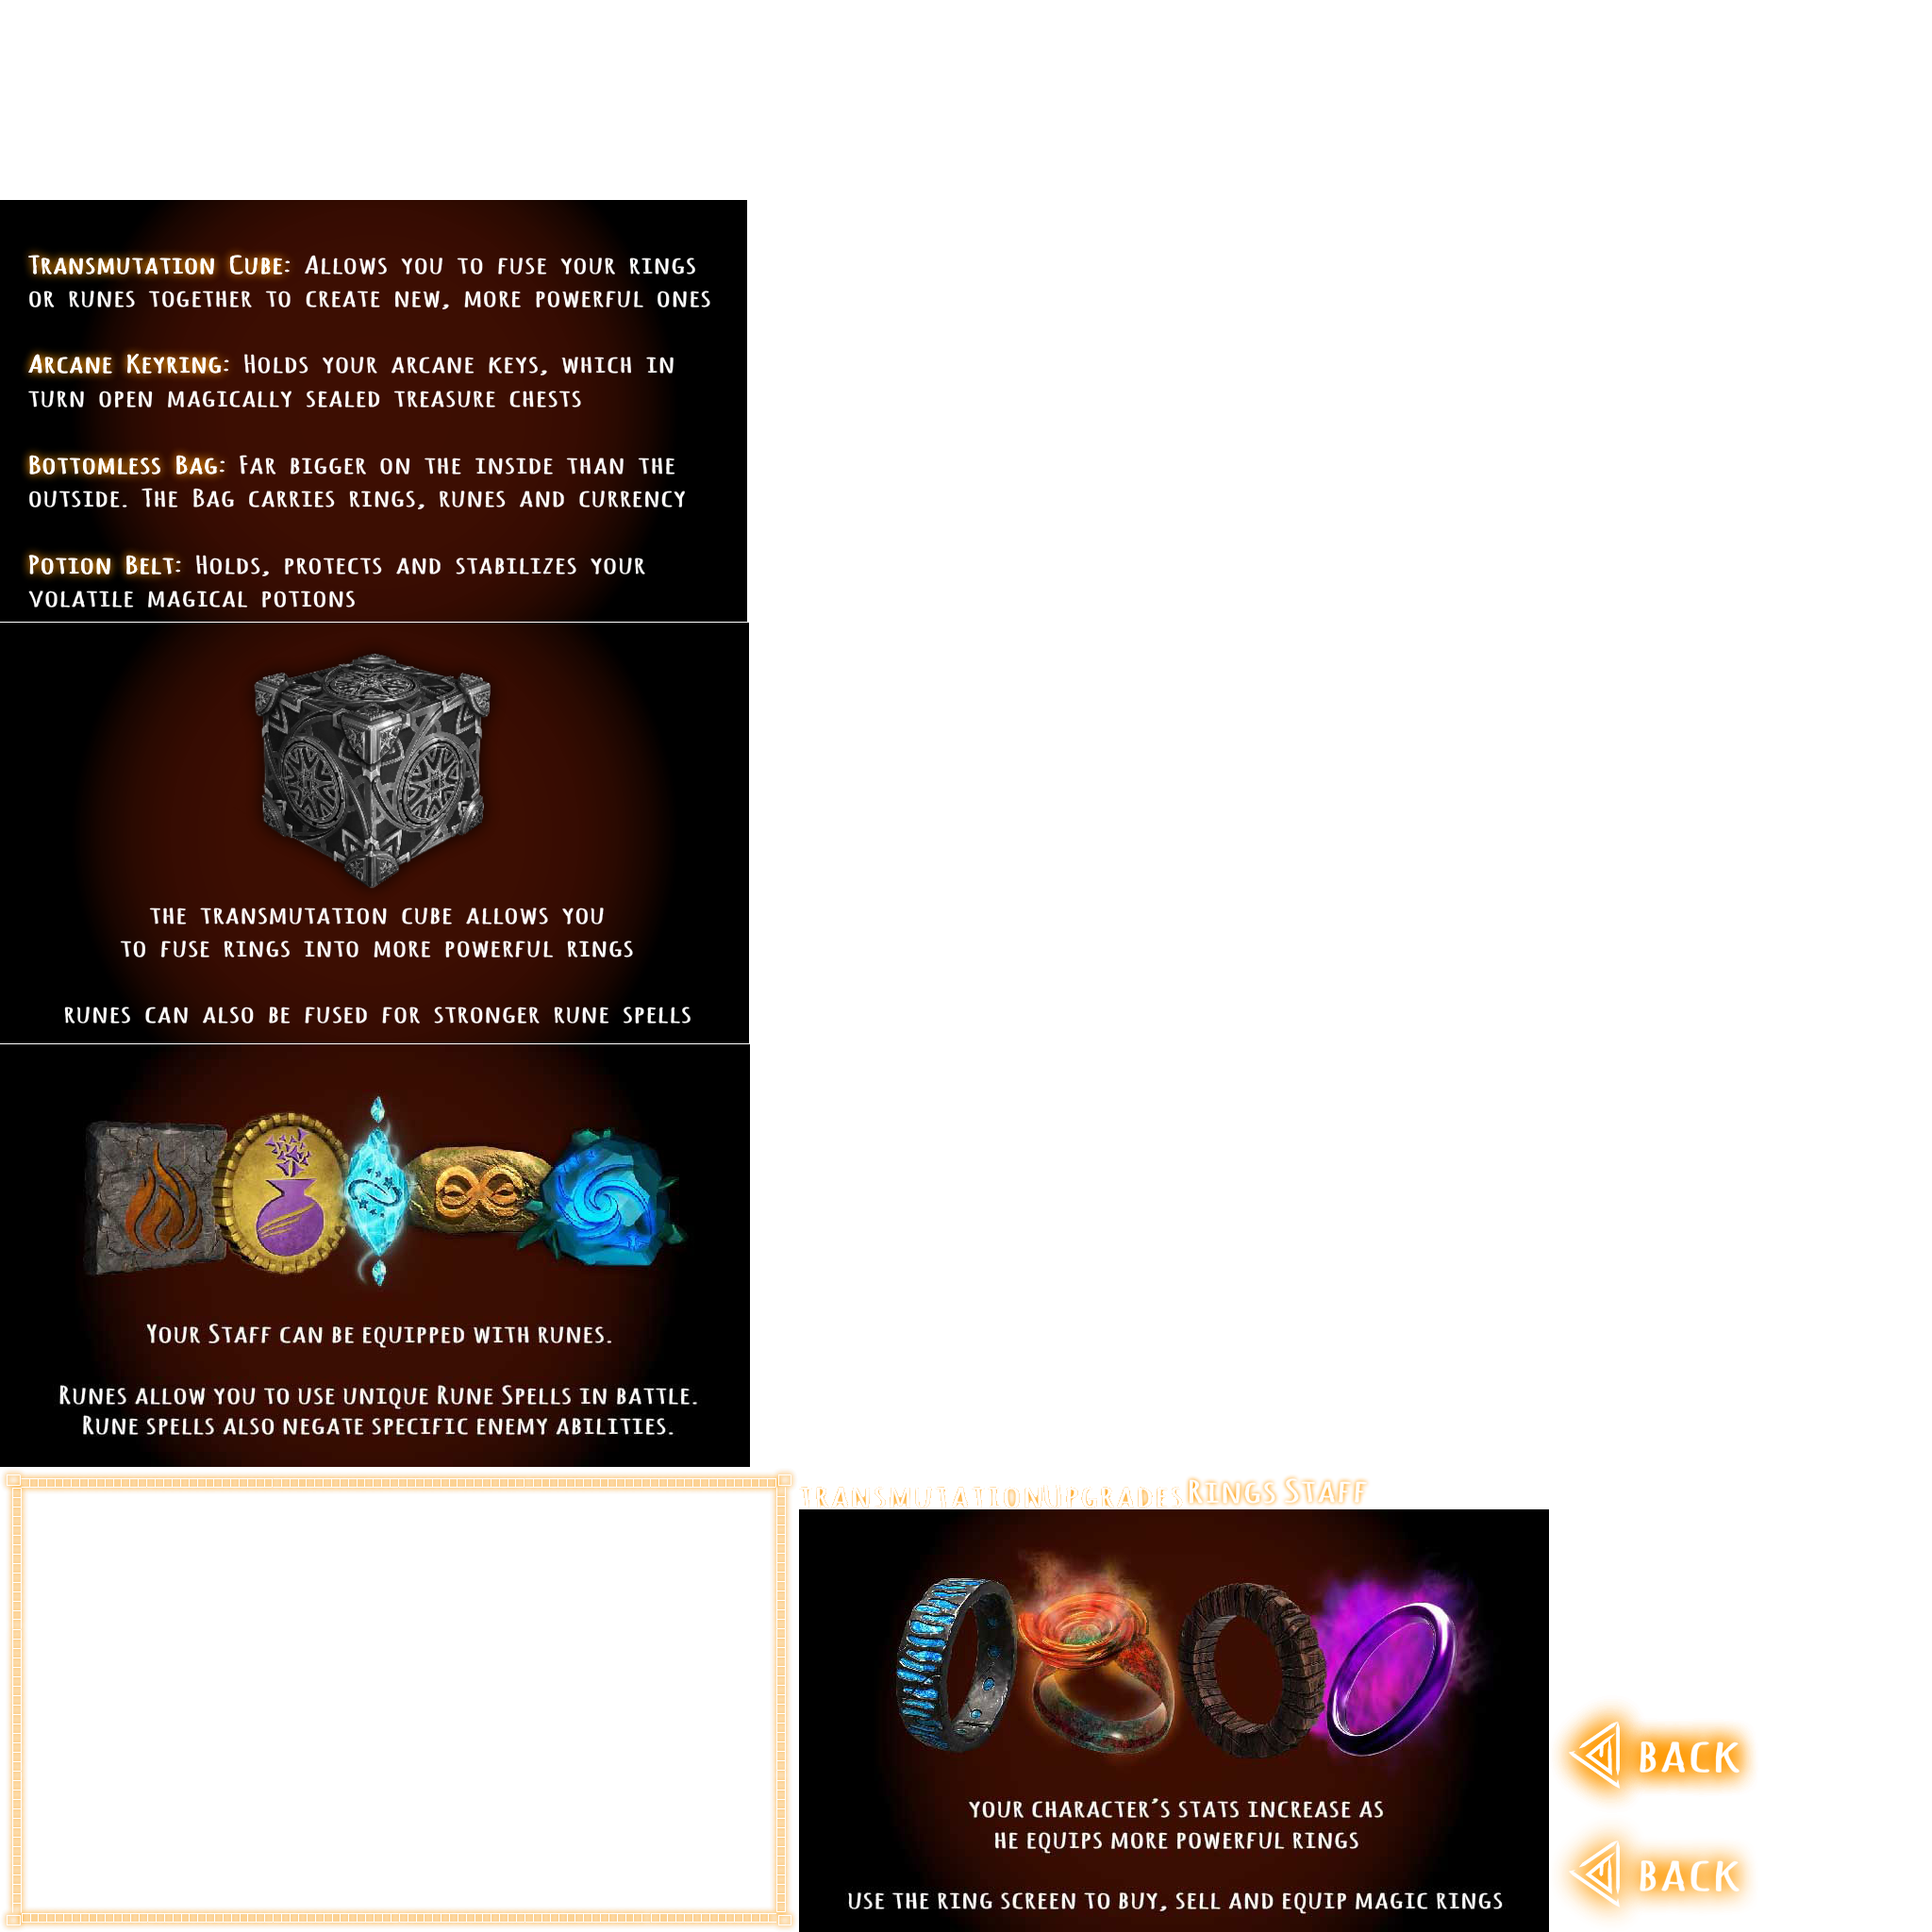 Transmutation Cube: Allows you to fuse your rings
or runes together to create new, more powerful ones
Arcane Keyring: Holds your arcane keys, which in
turn open magically sealed treasure chests
Bottomless Bag: Far bigger on the inside than the
outside. The Bag carries rings, runes and currency
Potion Belt: Holds, protects and stabilizes your
volatile magical potions
the transmutation cube allows you
to fuse rings into more powerful rings
runes can also be fused for stronger rune spells
Your Staff can be equipped with runes.
Runes allow you to use unique Rune Spells in battle.
Rune spells also negate specific enemy abilities.
Transmutation Upgrades Rings Staff
your character's stats increase as
he equips more powerful rings
use the ring screen to buy, sell and equip magic rings
BACK
BACK